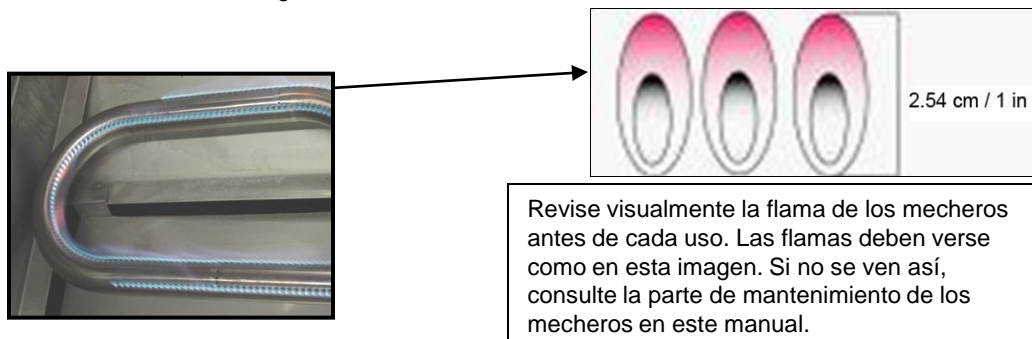 2.54 cm / 1 in
Revise visualmente la flama de los mecheros
antes de cada uso. Las flamas deben verse
como en esta imagen. Si no se ven así,
consulte la parte de mantenimiento de los
mecheros en este manual.